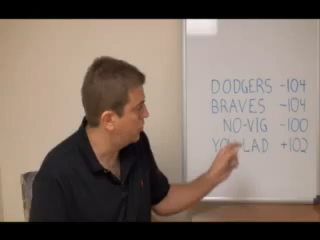 DODGERS -104
BRAVES -104
NO-VIG -100
LAD +102